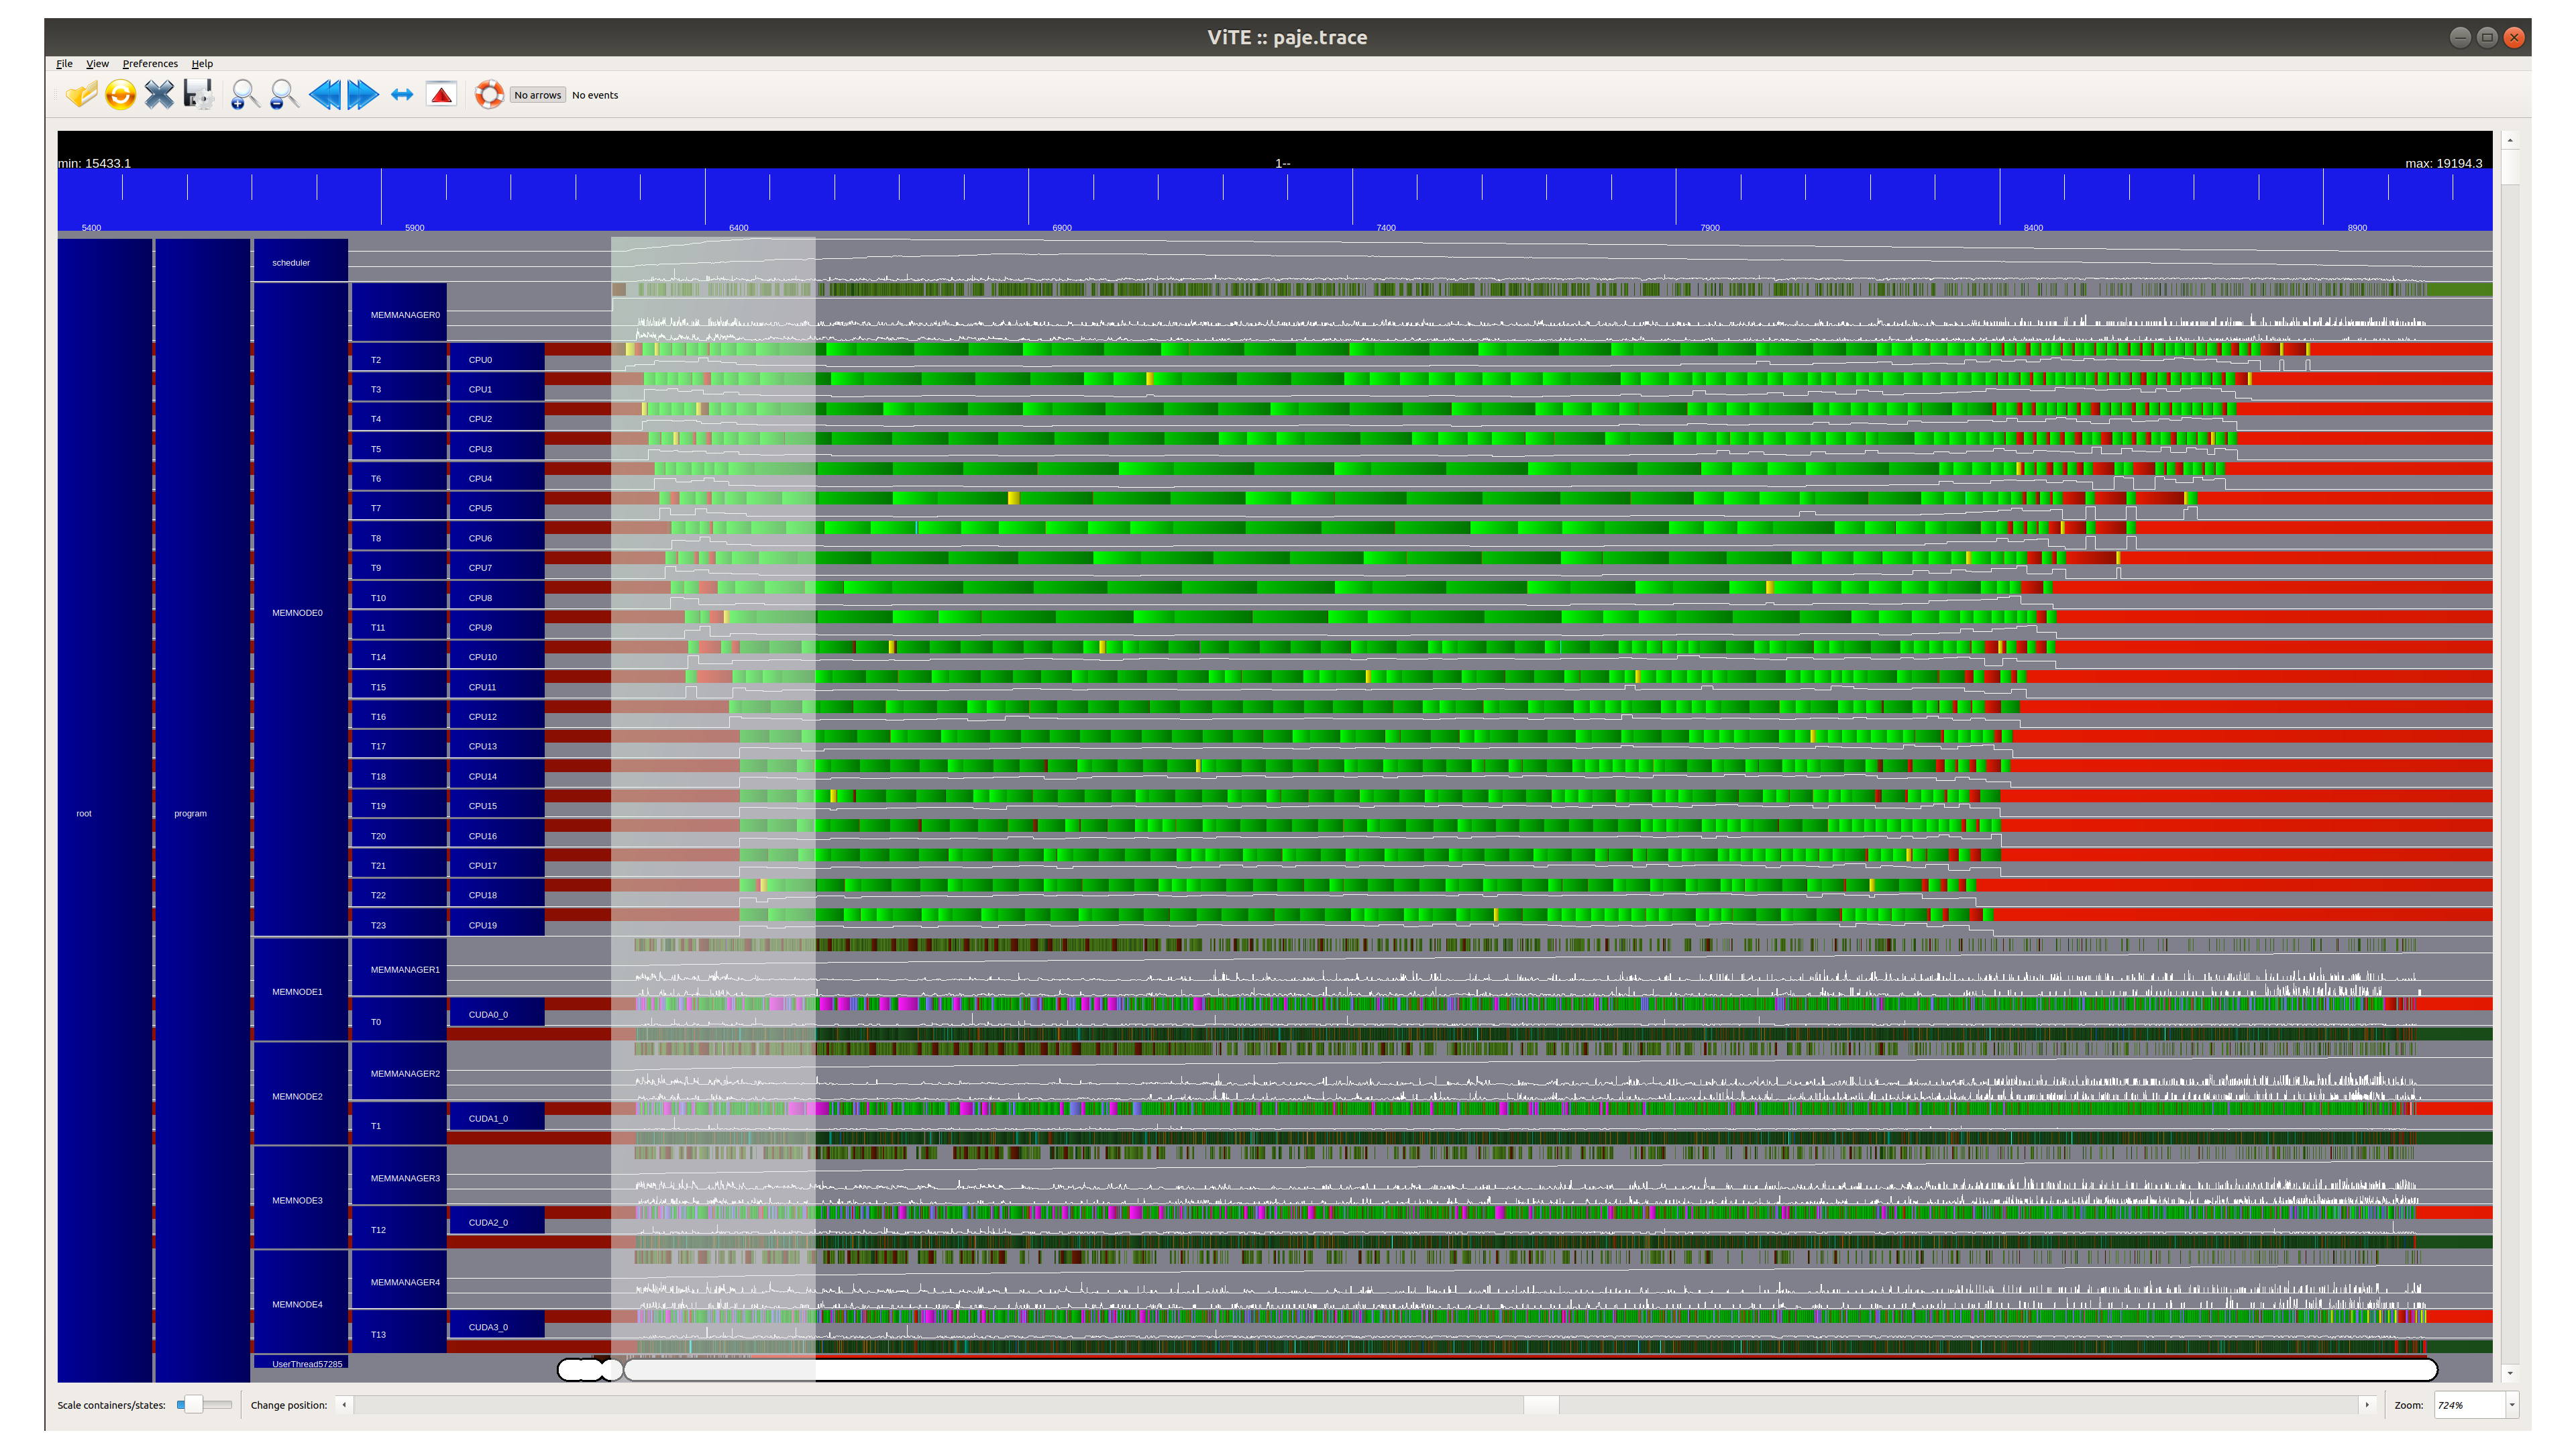 ViTE :: paje.trace
File View Preferences Help
No arrows No events
min: 15433.1 1-- max: 19194.3
5400 5900 6400 6900 7400 7900 8400 8900
scheduler
MEMMANAGER0
T2 CPU0
T3 CPU1
T4 CPU2
T5 CPU3
T6 CPU4
T7 CPU5
T8 CPU6
T9 CPU7
T10 CPU8
MEMNODE0
T11 CPU9
T14 CPU10
T15 CPU11
T16 CPU12
T17 CPU13
T18 CPU14
T19 CPU15
root program
T20 CPU16
T21 CPU17
T22 CPU18
T23 CPU19
MEMMANAGER1
MEMNODE1
T0 CUDA0_0
MEMMANAGER2
MEMNODE2
T1 CUDA1_0
MEMMANAGER3
MEMNODE3
T12 CUDA2_0
MEMMANAGER4
MEMNODE4
T13 CUDA3_0
UserThread57285
Scale containers/states: Change position: Zoom: 724%